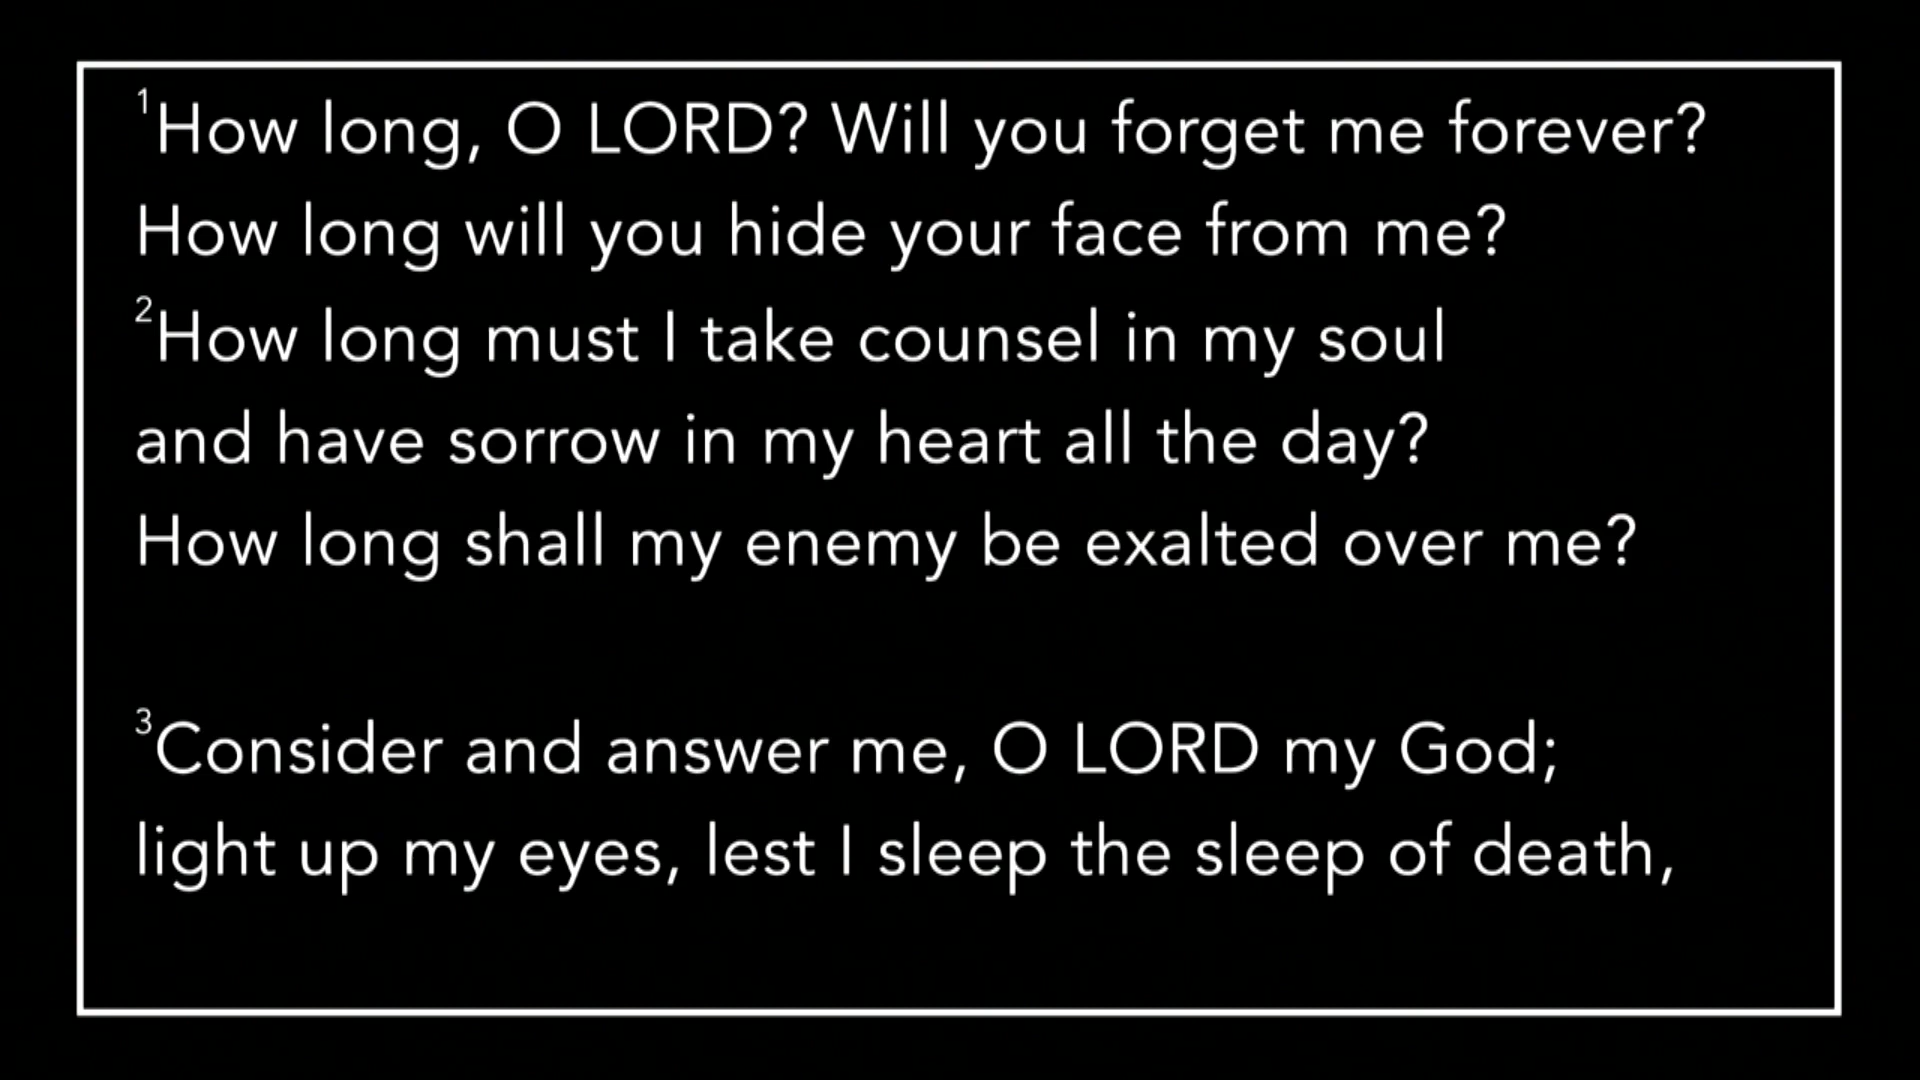 ¹How long, O LORD? Will you forget me forever?
How long will you hide your face from me?
²How long must I take counsel in my soul
and have sorrow in my heart all the day?
How long shall my enemy be exalted over me?
³Consider and answer me, O LORD my God;
light up my eyes, lest I sleep the sleep of death,